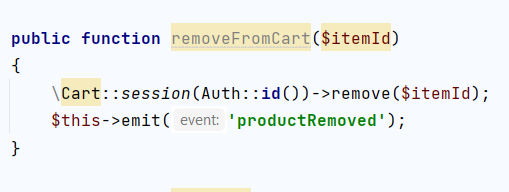 public function removeFromCart($itemId)
{
    \Cart::session(Auth::id())->remove($itemId);
    $this->emit( event: 'productRemoved');
}